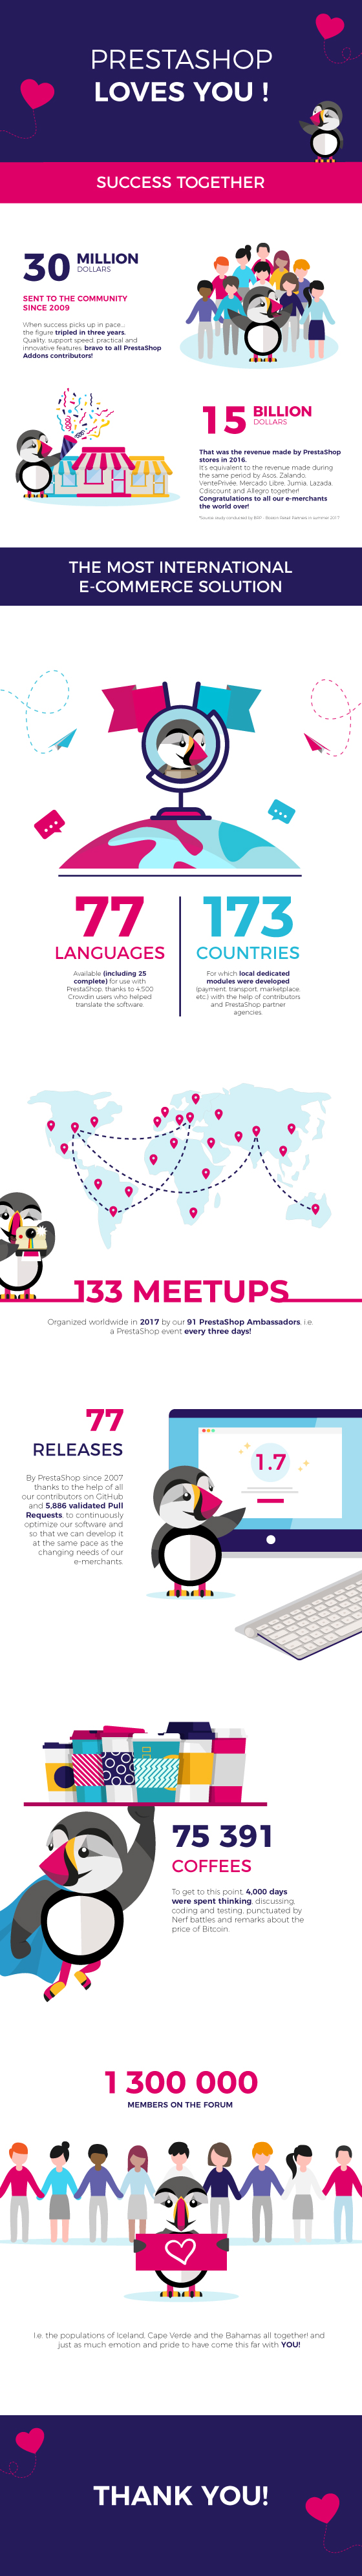 PRESTASHOP
LOVES YOU !
SUCCESS TOGETHER
30 MILLION
DOLLARS
SENT TO THE COMMUNITY
SINCE 2009
When success picks up in pace...
the figure tripled in three years.
Quality, support speed, practical and
innovative features, bravo to all PrestaShop
Addons contributors!
15 BILLION
DOLLARS
That was the revenue made by PrestaShop
stores in 2016.
It's equivalent to the revenue made during
the same period by Asos, Zalando,
VentePrivée, Mercado Libre, Jumia, Lazada,
Cdiscount and Allegro together!
Congratulations to all our e-merchants
the world over!
THE MOST INTERNATIONAL
E-COMMERCE SOLUTION
77
LANGUAGES
Available (including 25
complete) for use with
PrestaShop, thanks to 4,500
Crowdin users who helped
translate the software.
173
COUNTRIES
For which local dedicated
modules were developed
(payment, transport, marketplace,
etc.) with the help of contributors
and PrestaShop partner
agencies.
133 MEETUPS
Organized worldwide in 2017 by our 91 PrestaShop Ambassadors, i.e.
a PrestaShop event every three days!
77
RELEASES
By PrestaShop since 2007
thanks to the help of all
our contributors on GitHub
and 5,886 validated Pull
Requests, to continuously
optimize our software and
so that we can develop it
at the same pace as the
changing needs of our
e-merchants.
1.7
75 391
COFFEES
To get to this point, 4,000 days
were spent thinking, discussing,
coding and testing, punctuated by
Nerf battles and remarks about the
price of Bitcoin.
1 300 000
MEMBERS ON THE FORUM
I.e. the populations of Iceland, Cape Verde and the Bahamas all together! and
just as much emotion and pride to have come this far with YOU!
THANK YOU!